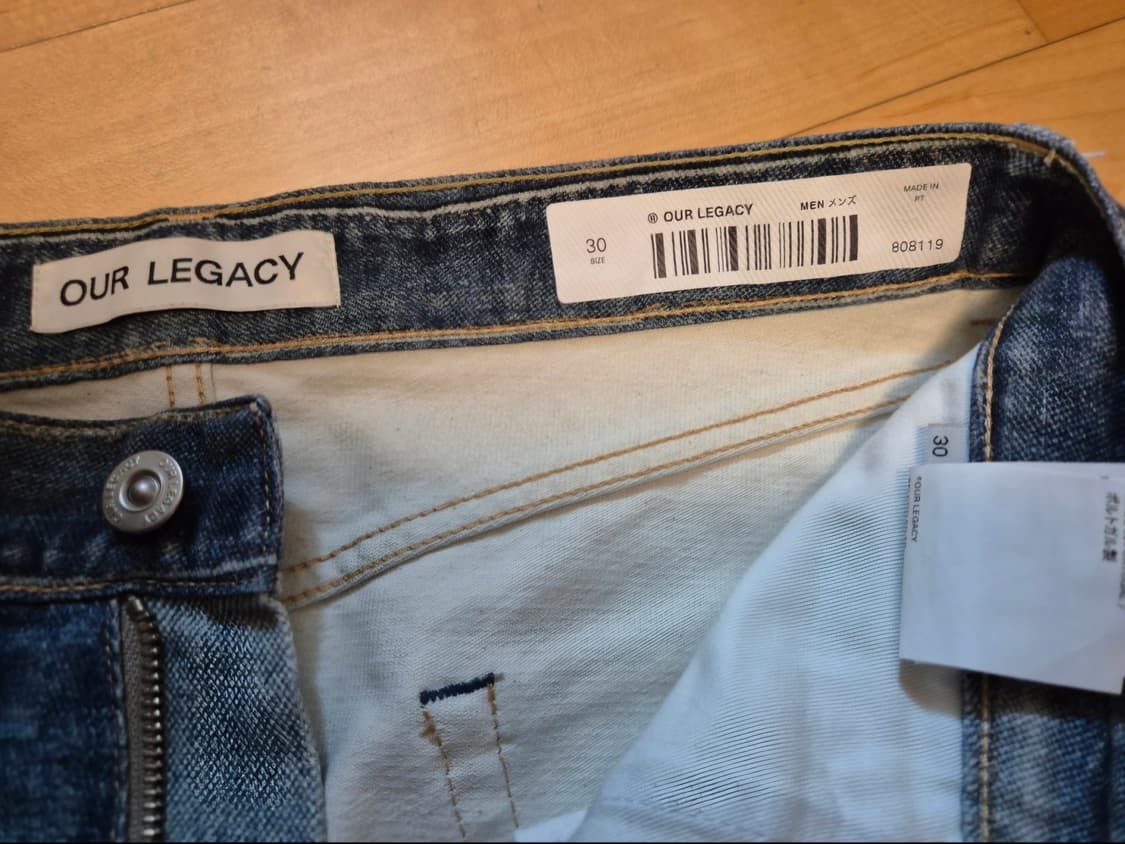 OUR LEGACY
® OUR LEGACY
MEN メンズ
MADE IN
PT
30
SIZE
808119
30
®OUR LEGACY
ポルトガル製